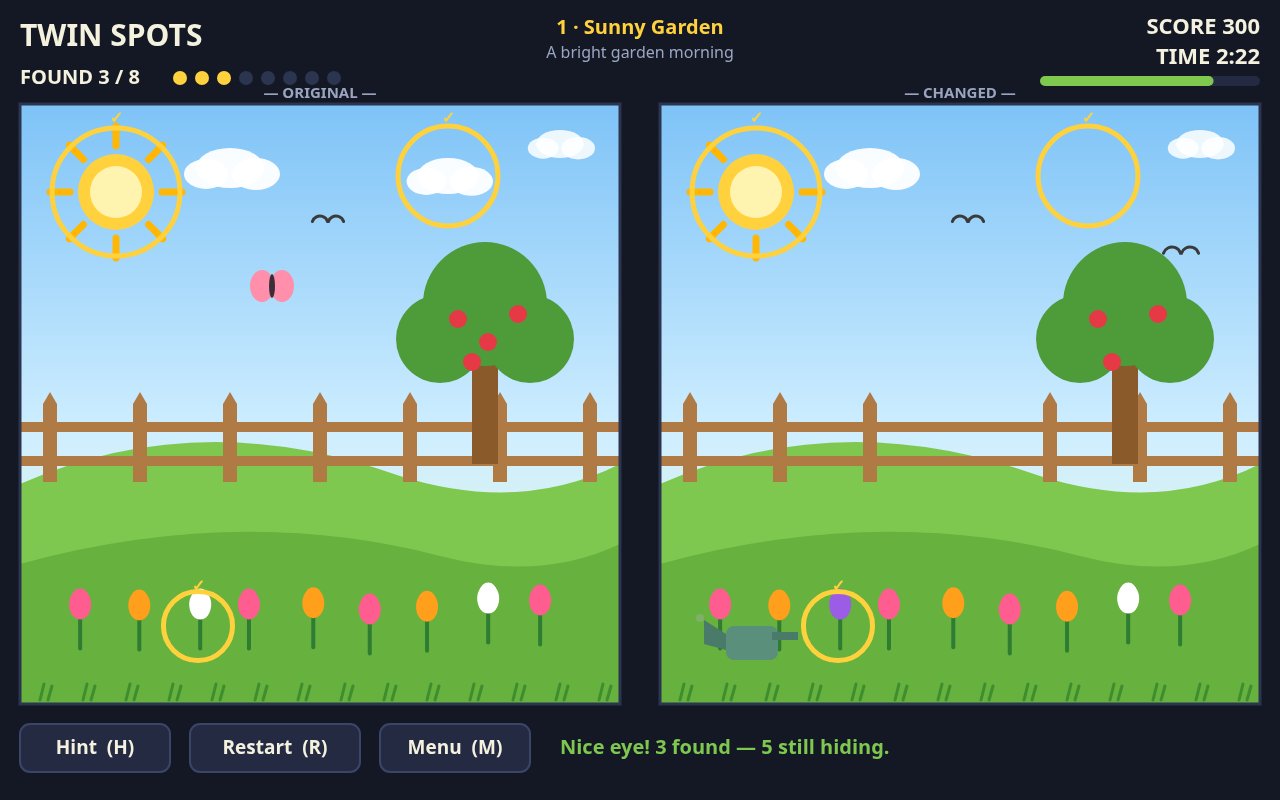 TWIN SPOTS
1 · Sunny Garden
A bright garden morning
SCORE 300
TIME 2:22
FOUND 3 / 8
— ORIGINAL —
— CHANGED —
Hint (H)
Restart (R)
Menu (M)
Nice eye! 3 found — 5 still hiding.